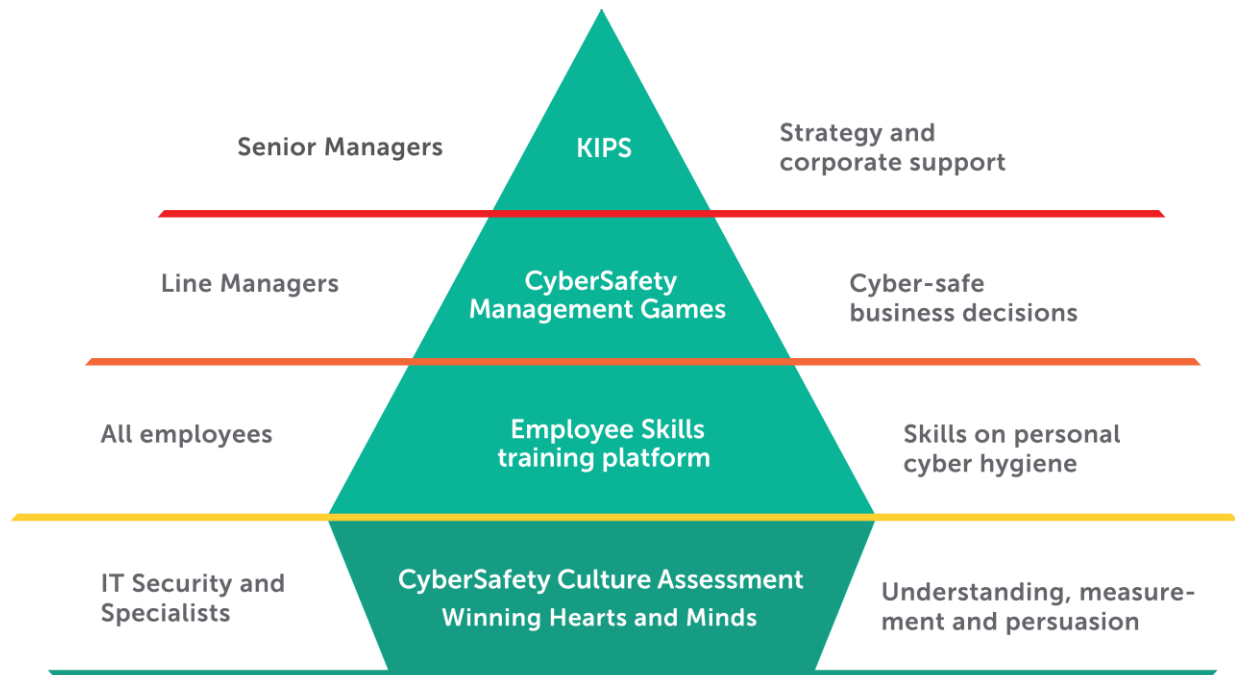 Senior Managers
KIPS
Strategy and
corporate support
Line Managers
CyberSafety
Management Games
Cyber-safe
business decisions
All employees
Employee Skills
training platform
Skills on personal
cyber hygiene
IT Security and
Specialists
CyberSafety Culture Assessment
Winning Hearts and Minds
Understanding, measure-
ment and persuasion